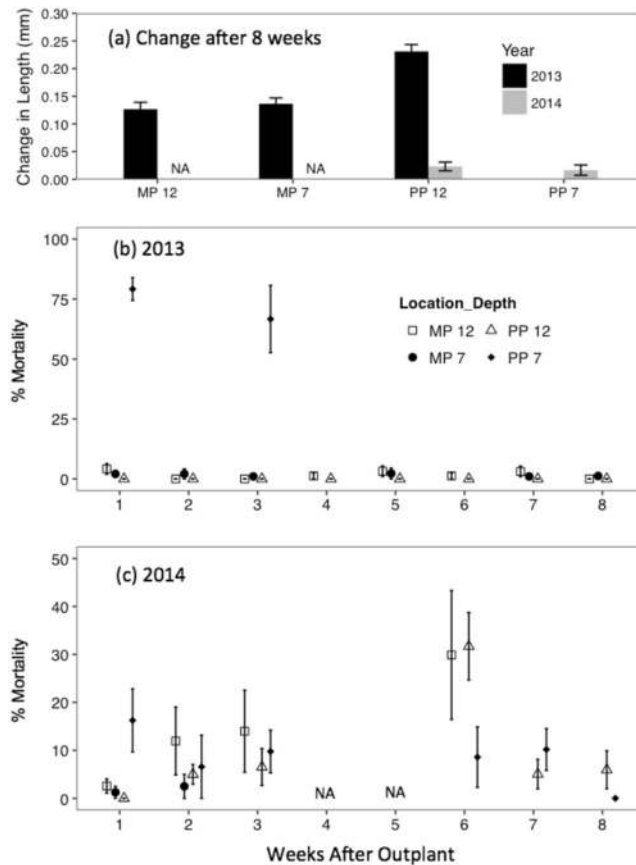 (a) Change after 8 weeks
Change in Length (mm)
0.30
0.25
0.20
0.15
0.10
0.05
0.00
NA
NA
MP 12
MP 7
PP 12
PP 7
Year
2013
2014
(b) 2013
% Mortality
100
75
50
25
0
Location_Depth
MP 12
PP 12
MP 7
PP 7
1 2 3 4 5 6 7 8
(c) 2014
% Mortality
50
40
30
20
10
0
NA
NA
1 2 3 4 5 6 7 8
Weeks After Outplant